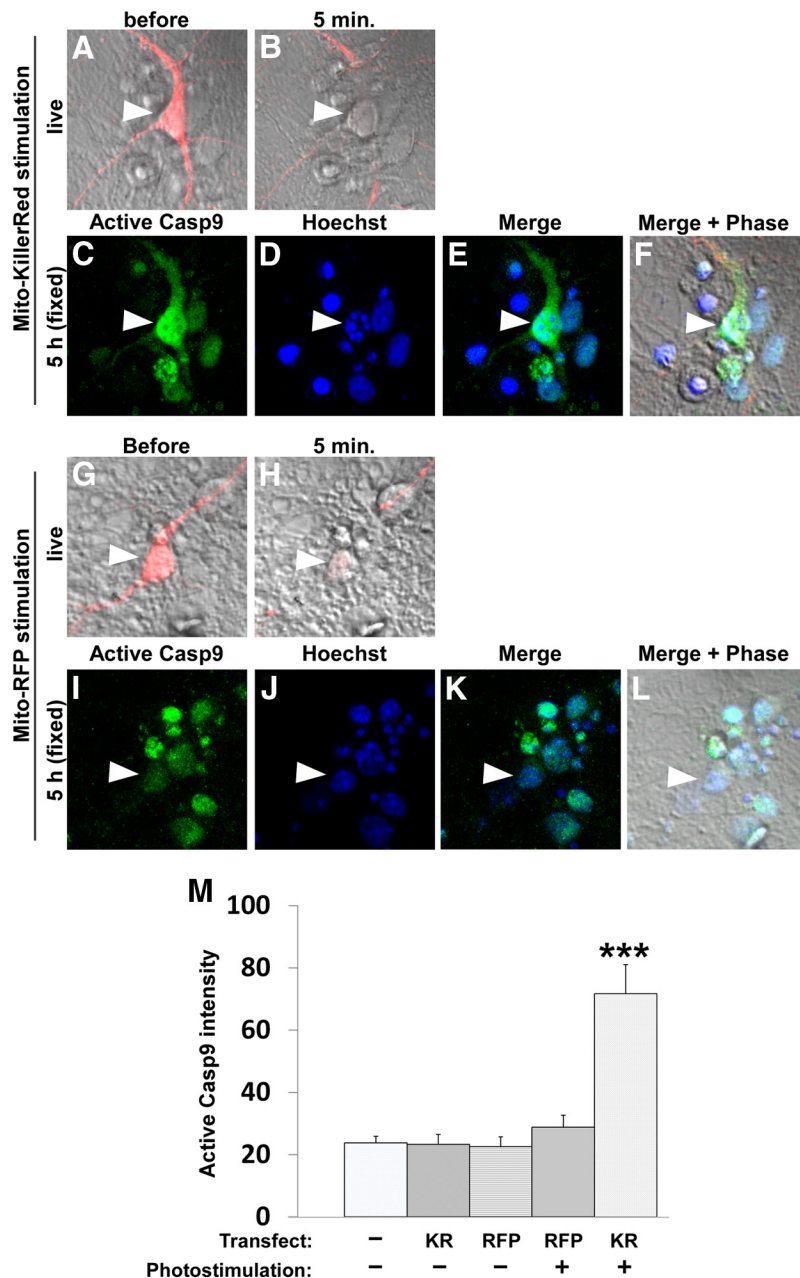 before 5 min.
Mito-KillerRed stimulation
live
A B
Active Casp9 Hoechst Merge Merge + Phase
5 h (fixed)
C D E F
Before 5 min.
Mito-RFP stimulation
live
G H
Active Casp9 Hoechst Merge Merge + Phase
5 h (fixed)
I J K L
M
Active Casp9 intensity
100
80
60
40
20
0
***
Transfect: – KR RFP RFP KR
Photostimulation: – – – + +